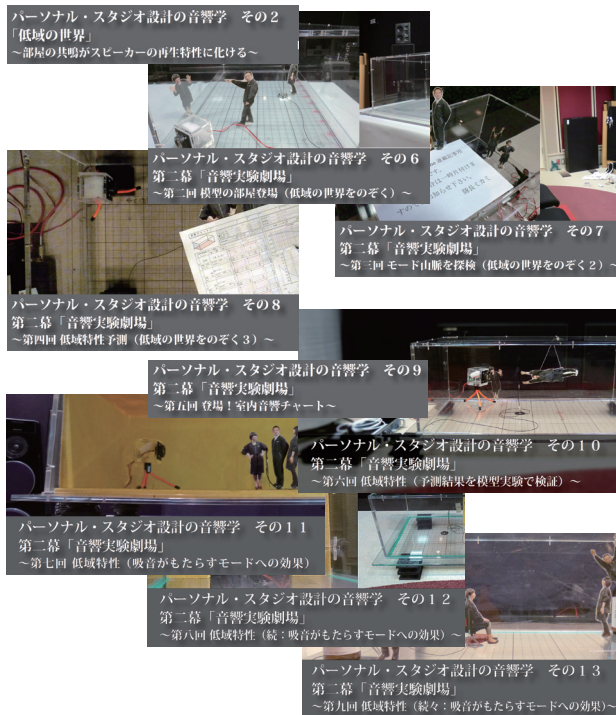 パーソナル・スタジオ設計の音響学　その２
「低域の世界」
～部屋の共鳴がスピーカーの再生特性に化ける～
パーソナル・スタジオ設計の音響学　その６
第二幕「音響実験劇場」
～第二回 模型の部屋登場（低域の世界をのぞく）～
パーソナル・スタジオ設計の音響学　その７
第二幕「音響実験劇場」
～第三回 モード山脈を探検（低域の世界をのぞく２）～
パーソナル・スタジオ設計の音響学　その８
第二幕「音響実験劇場」
～第四回 低域特性予測（低域の世界をのぞく３）～
パーソナル・スタジオ設計の音響学　その９
第二幕「音響実験劇場」
～第五回 登場！室内音響チャート～
パーソナル・スタジオ設計の音響学　その１０
第二幕「音響実験劇場」
～第六回 低域特性（予測結果を模型実験で検証）～
パーソナル・スタジオ設計の音響学　その１１
第二幕「音響実験劇場」
～第七回 低域特性（吸音がもたらすモードへの効果）
パーソナル・スタジオ設計の音響学　その１２
第二幕「音響実験劇場」
～第八回 低域特性（続：吸音がもたらすモードへの効果）～
パーソナル・スタジオ設計の音響学　その１３
第二幕「音響実験劇場」
～第九回 低域特性（続々：吸音がもたらすモードへの効果）～